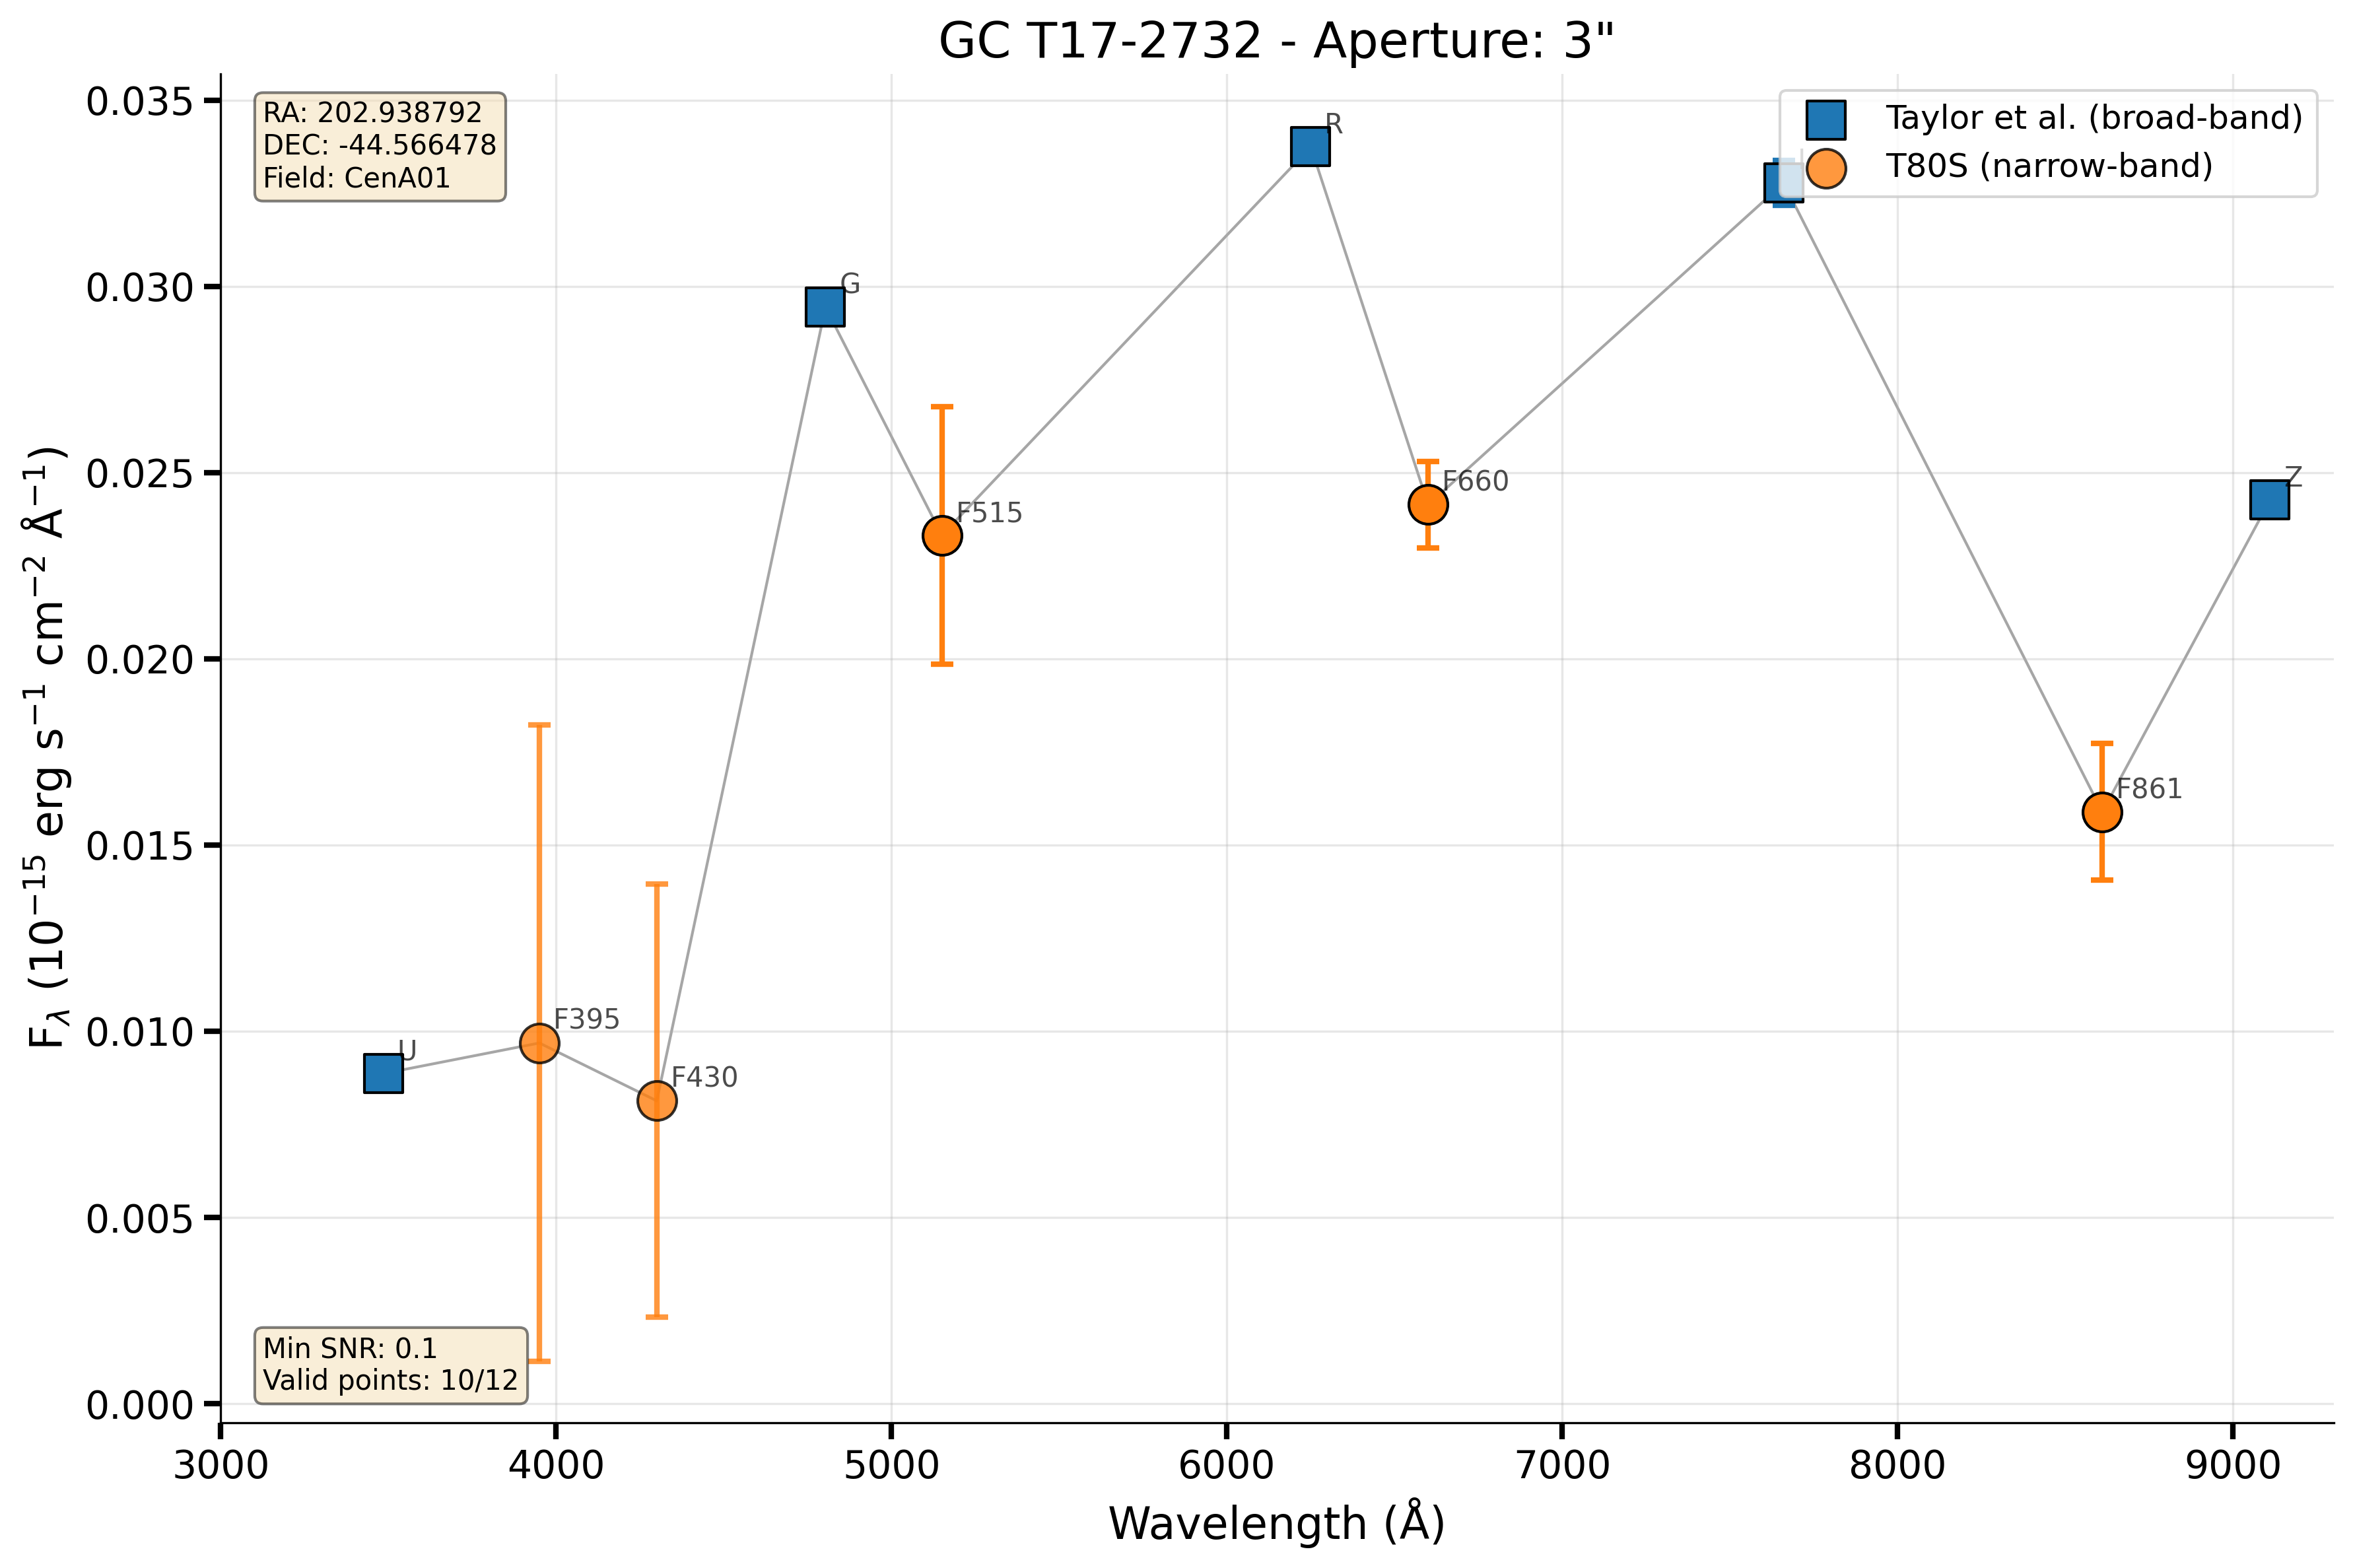 GC T17-2732 - Aperture: 3"
RA: 202.938792
DEC: -44.566478
Field: CenA01
Taylor et al. (broad-band)
T80S (narrow-band)
0.035
0.030
0.025
0.020
0.015
0.010
0.005
0.000
F_λ (10⁻¹⁵ erg s⁻¹ cm⁻² Å⁻¹)
U
F395
F430
G
F515
R
F660
F861
Z
Min SNR: 0.1
Valid points: 10/12
3000
4000
5000
6000
7000
8000
9000
Wavelength (Å)